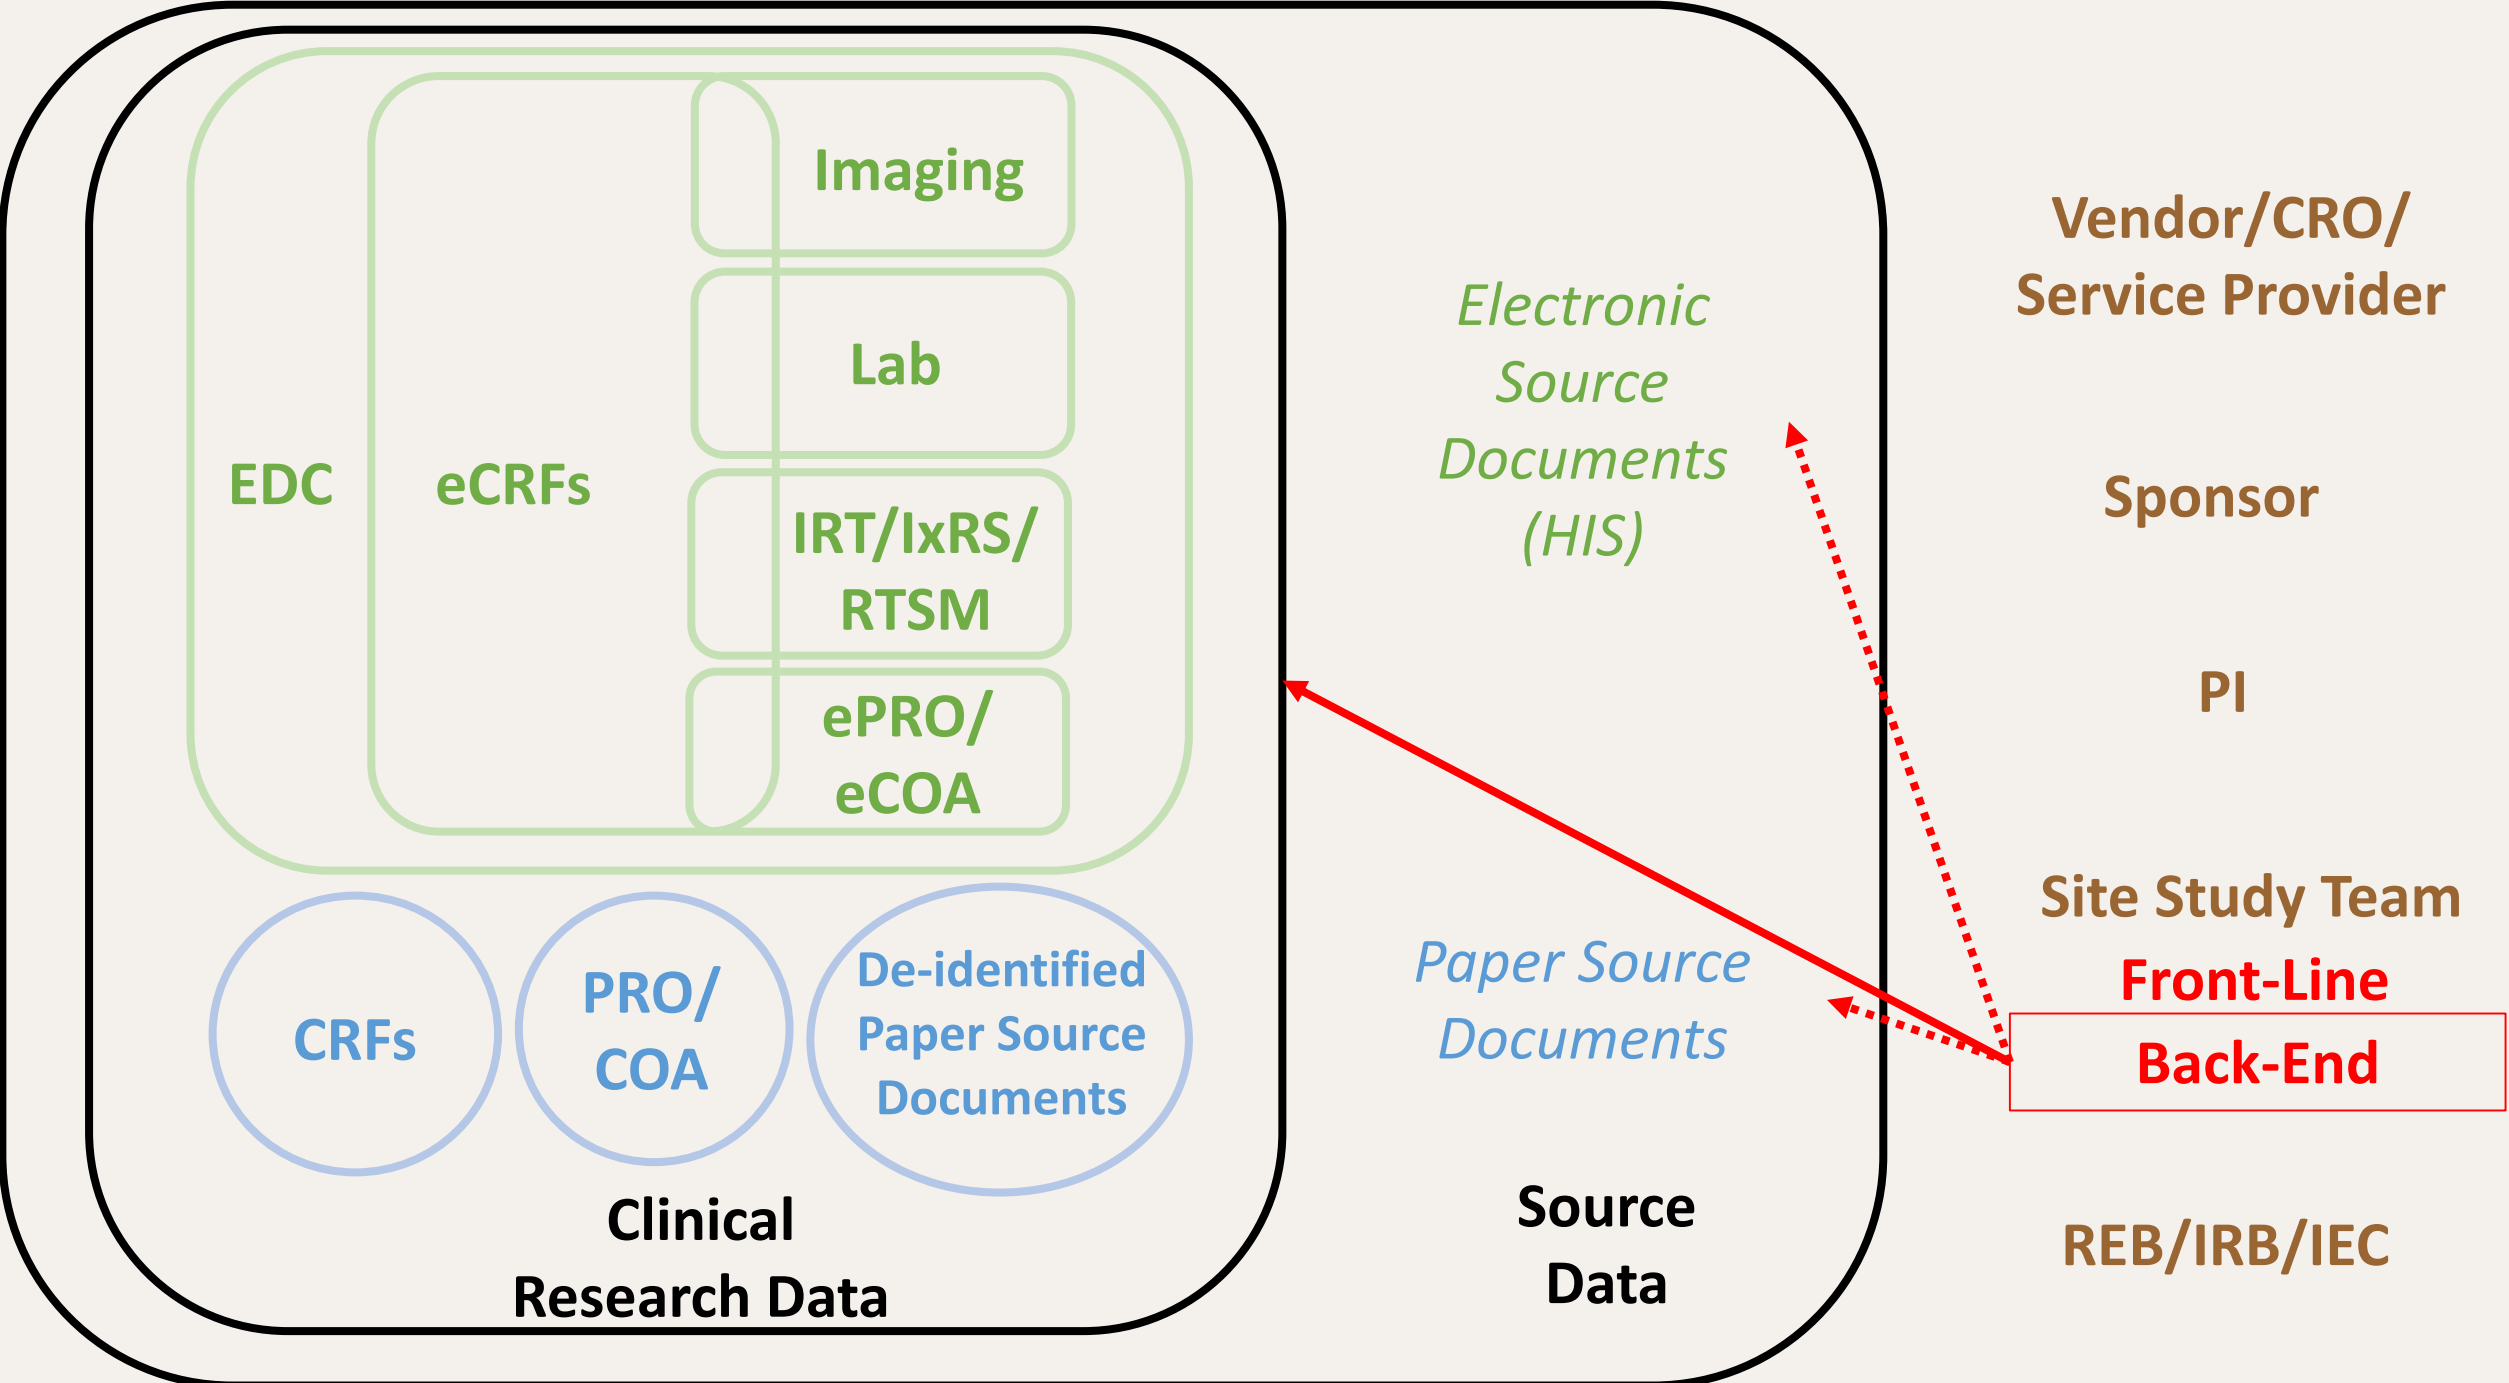 Imaging
Lab
EDC
eCRFs
IRT/IxRS/
RTSM
ePRO/
eCOA
CRFs
PRO/
COA
De-identified
Paper Source
Documents
Clinical
Research Data
Electronic
Source
Documents
(HIS)
Paper Source
Documents
Source
Data
Vendor/CRO/
Service Provider
Sponsor
PI
Site Study Team
Front-Line
Back-End
REB/IRB/IEC